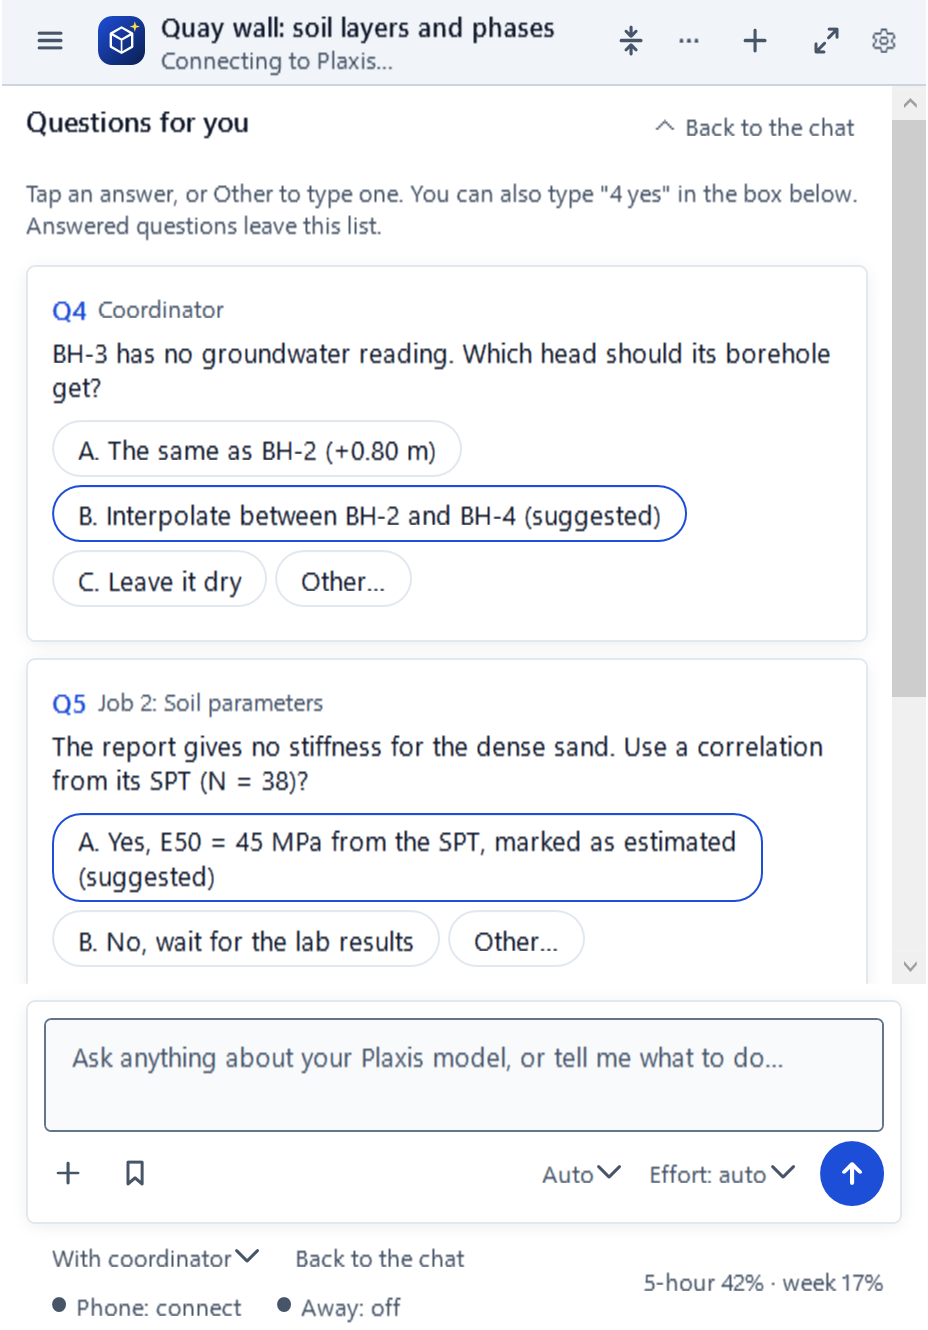 Quay wall: soil layers and phases
Connecting to Plaxis...
Questions for you
Back to the chat
Tap an answer, or Other to type one. You can also type "4 yes" in the box below.
Answered questions leave this list.
Q4 Coordinator
BH-3 has no groundwater reading. Which head should its borehole
get?
A. The same as BH-2 (+0.80 m)
B. Interpolate between BH-2 and BH-4 (suggested)
C. Leave it dry
Other...
Q5 Job 2: Soil parameters
The report gives no stiffness for the dense sand. Use a correlation
from its SPT (N = 38)?
A. Yes, E50 = 45 MPa from the SPT, marked as estimated
(suggested)
B. No, wait for the lab results
Other...
Ask anything about your Plaxis model, or tell me what to do...
Auto
Effort: auto
With coordinator
Back to the chat
5-hour 42% · week 17%
Phone: connect
Away: off